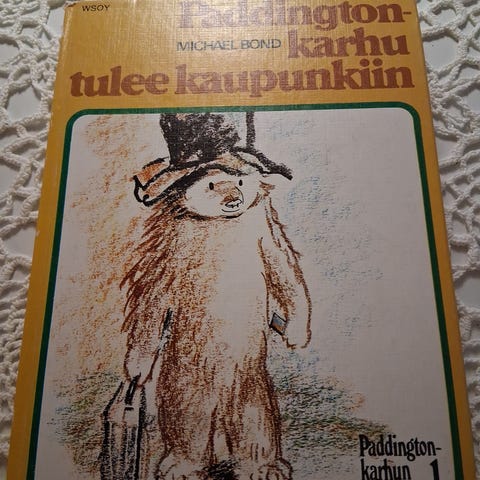 WSOY
Paddington-
MICHAEL BOND karhu
tulee kaupunkiin
Paddington-
karhun 1